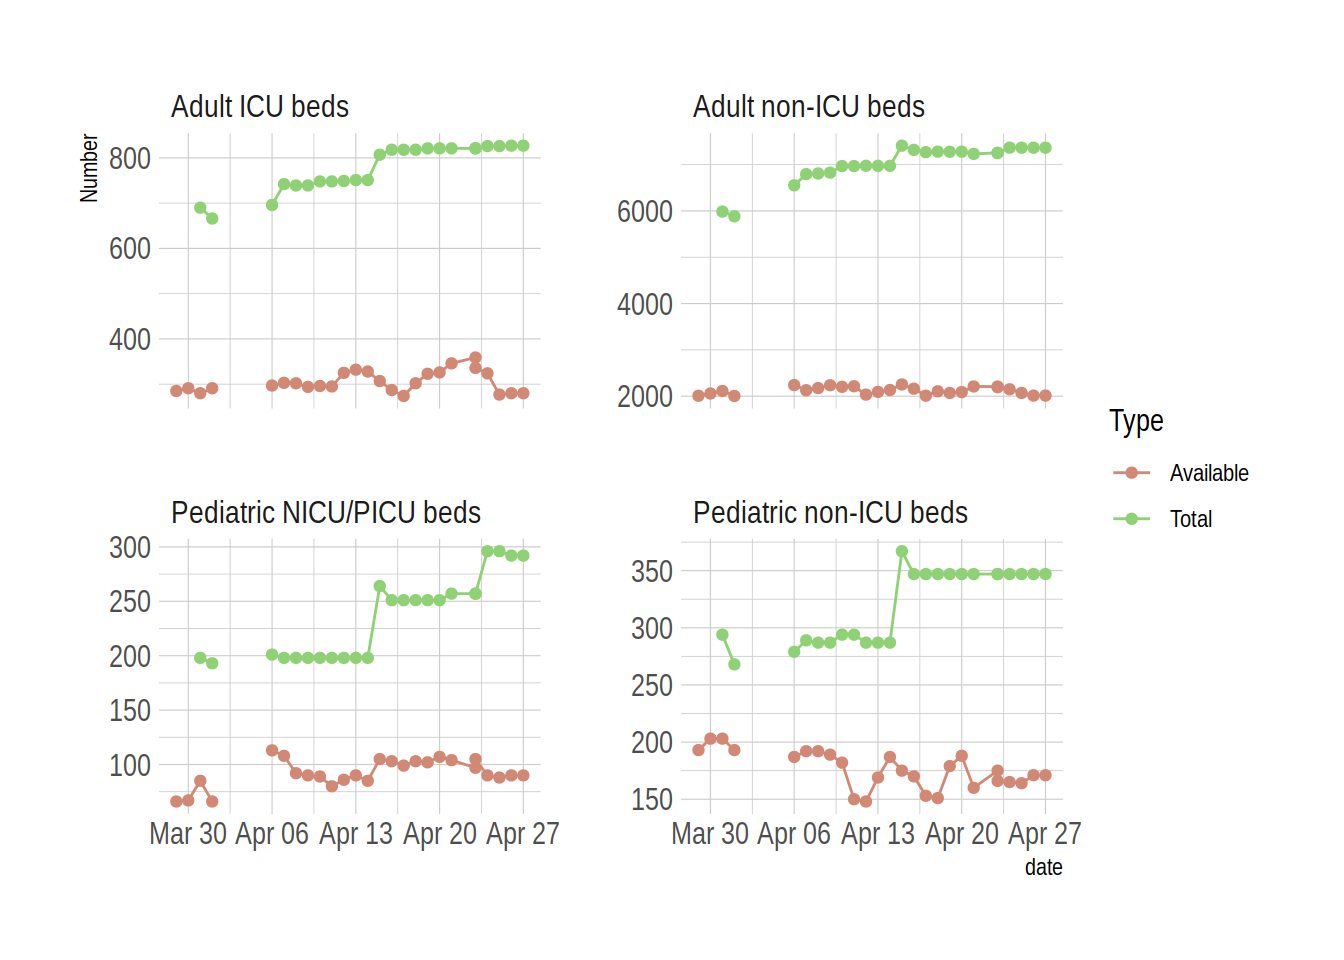 Adult ICU beds
Adult non-ICU beds
Number
800
600
400
6000
4000
2000
Type
Available
Total
Pediatric NICU/PICU beds
Pediatric non-ICU beds
300
250
200
150
100
350
300
250
200
150
Mar 30 Apr 06 Apr 13 Apr 20 Apr 27
Mar 30 Apr 06 Apr 13 Apr 20 Apr 27
date